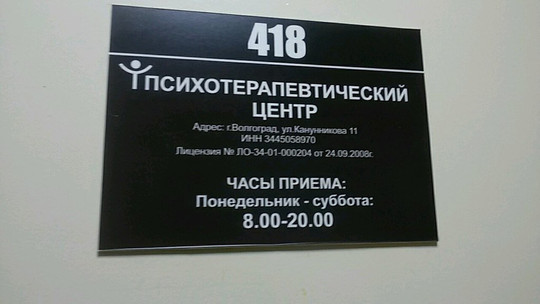 418
ПСИХОТЕРАПЕВТИЧЕСКИЙ
ЦЕНТР
Адрес: г.Волгоград, ул.Канунникова 11
ИНН 3445058970
Лицензия № ЛО-34-01-000204 от 24.09.2008г.
ЧАСЫ ПРИЕМА:
Понедельник - суббота:
8.00-20.00